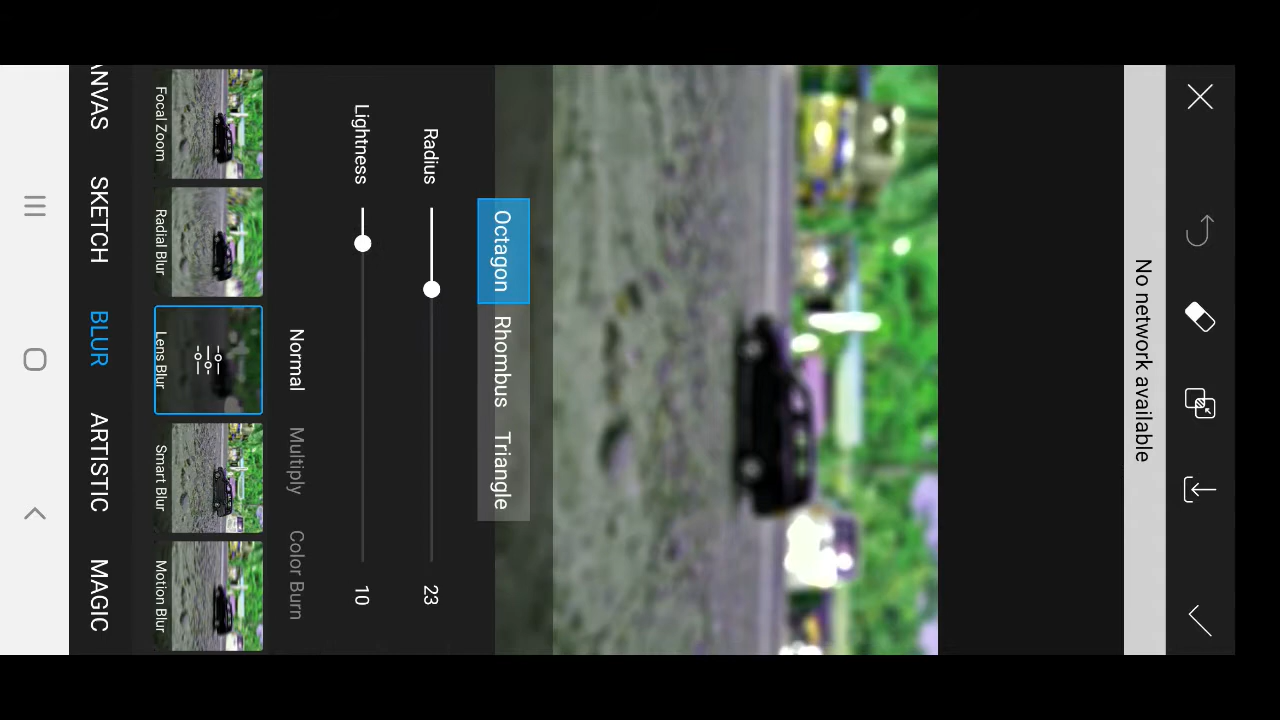 No network available
Octagon Rhombus Triangle
Radius 23
Lightness 10
Normal Multiply Color Burn
Focal Zoom Radial Blur Lens Blur Smart Blur Motion Blur
NVAS SKETCH BLUR ARTISTIC MAGIC